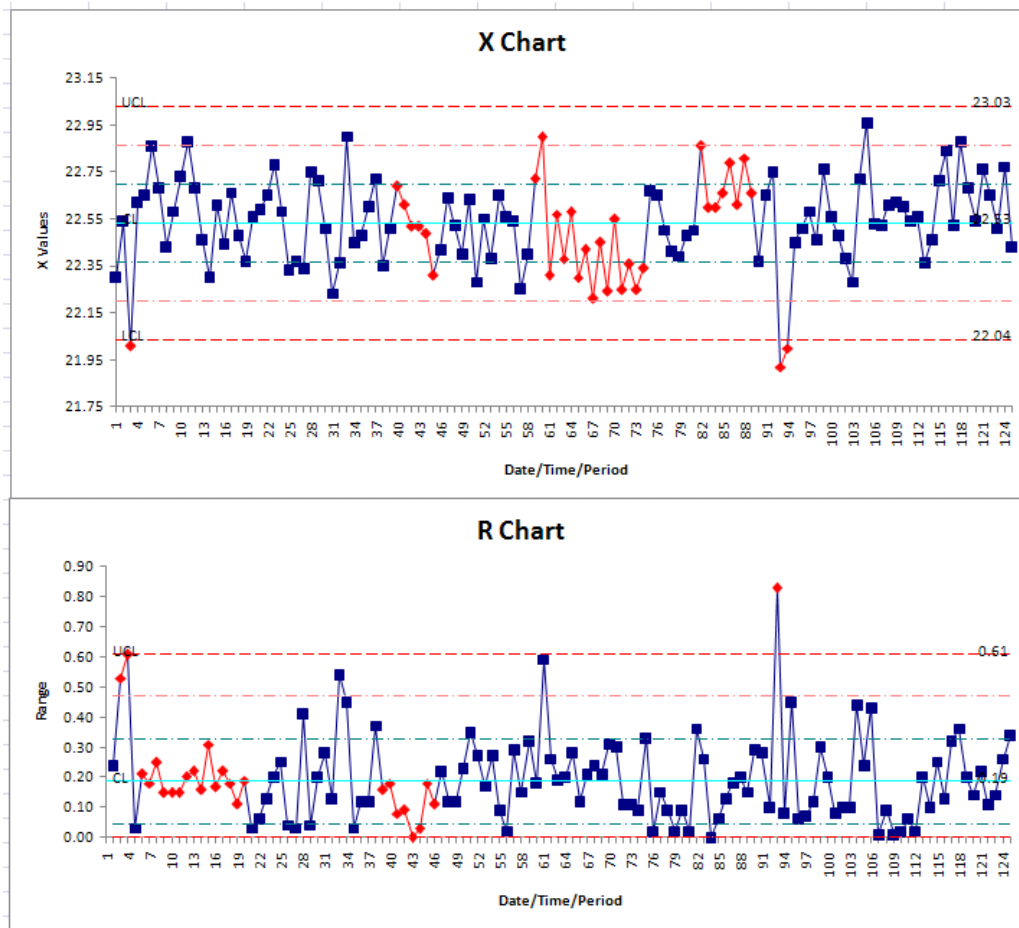 X Chart
23.15
UCL 23.03
22.95
22.75
X Values
22.55
CL 22.53
22.35
22.15
LCL 22.04
21.95
21.75
1 4 7 10 13 16 19 22 25 28 31 34 37 40 43 46 49 52 55 58 61 64 67 70 73 76 79 82 85 88 91 94 97 100 103 106 109 112 115 118 121 124
Date/Time/Period
R Chart
0.90
0.80
0.70
UCL 0.61
0.60
0.50
Range
0.40
0.30
0.20
CL 0.19
0.10
0.00
1 4 7 10 13 16 19 22 25 28 31 34 37 40 43 46 49 52 55 58 61 64 67 70 73 76 79 82 85 88 91 94 97 100 103 106 109 112 115 118 121 124
Date/Time/Period